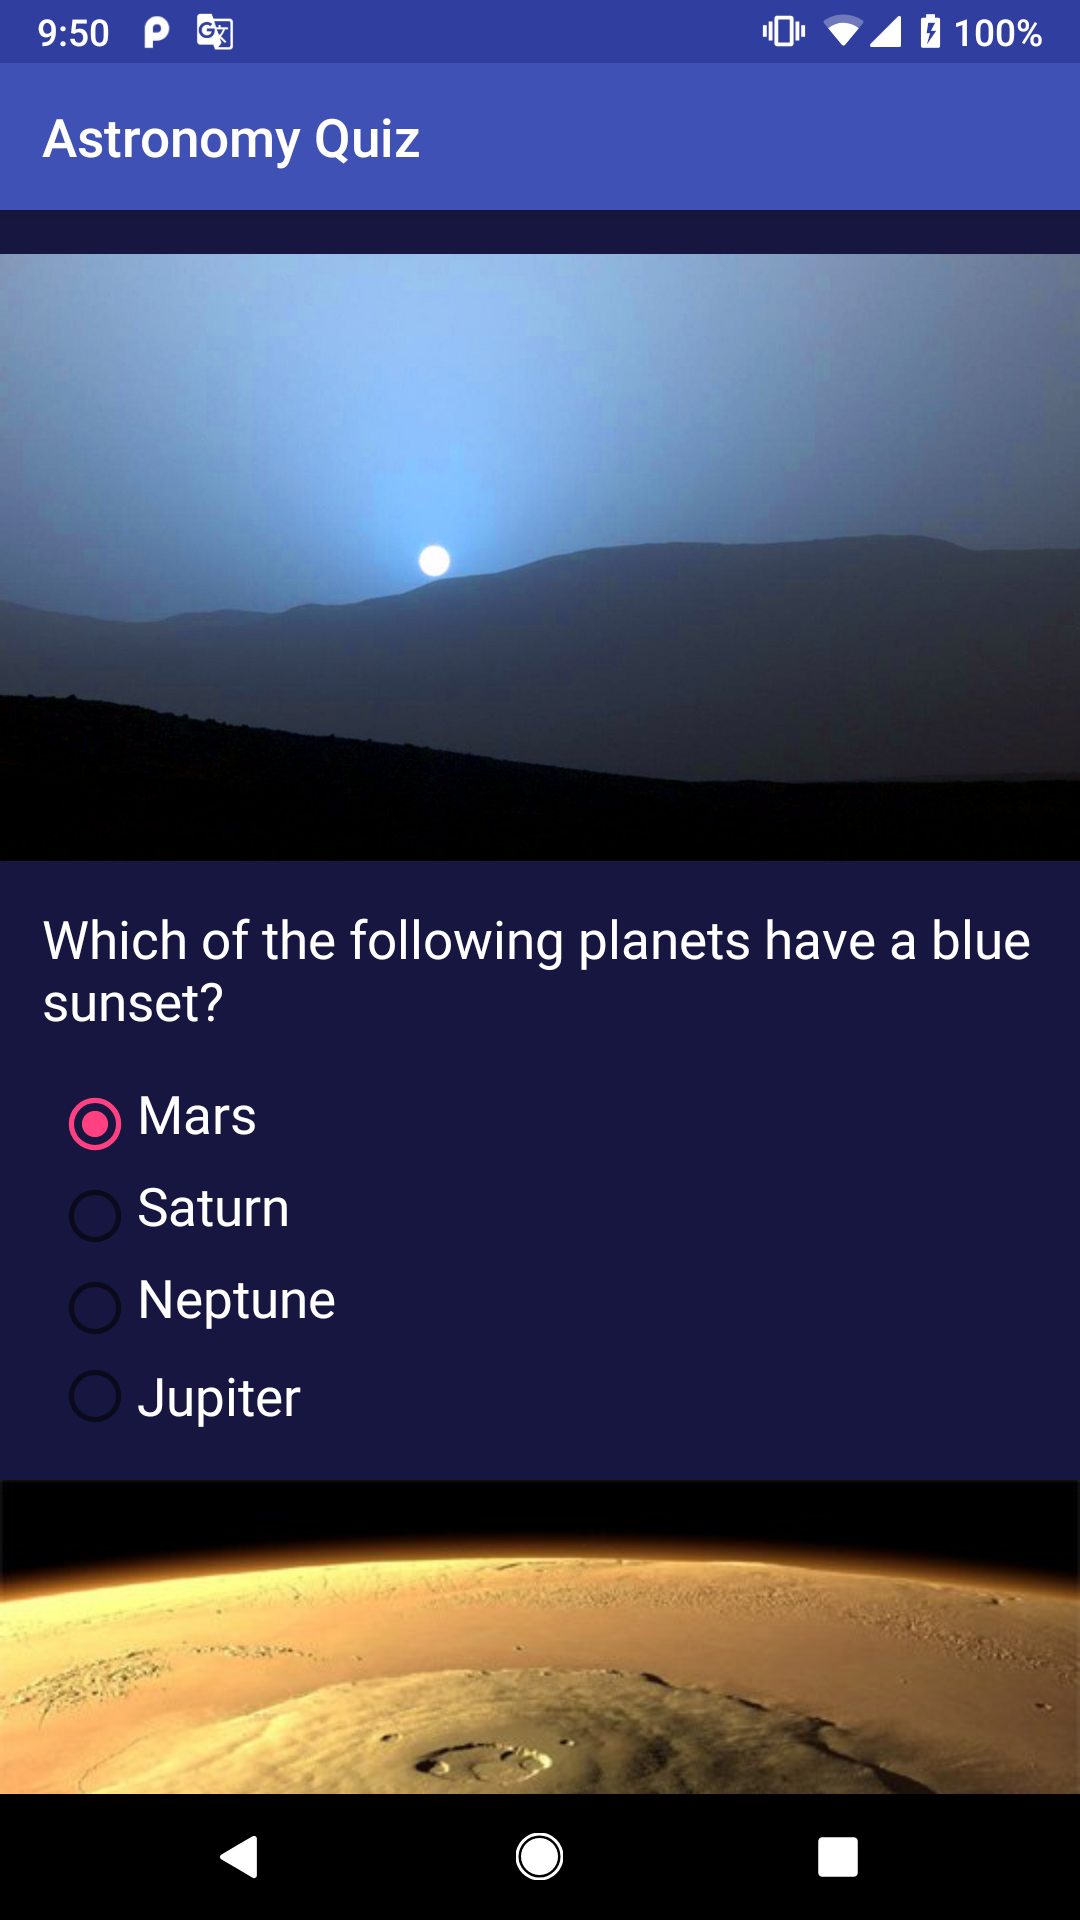 9:50 100%
Astronomy Quiz
Which of the following planets have a blue
sunset?
Mars
Saturn
Neptune
Jupiter